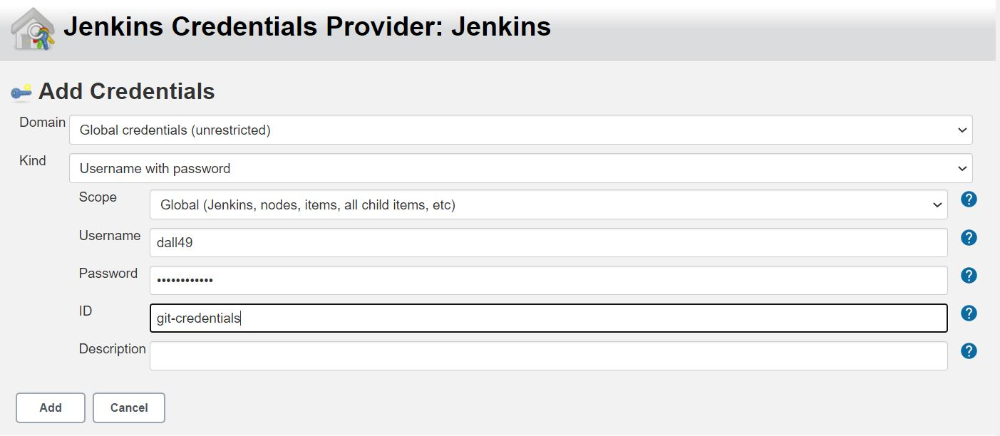 Jenkins Credentials Provider: Jenkins
Add Credentials
Domain Global credentials (unrestricted)
Kind Username with password
Scope Global (Jenkins, nodes, items, all child items, etc) ?
Username dall49 ?
Password •••••••••••• ?
ID git-credentials ?
Description ?
Add Cancel